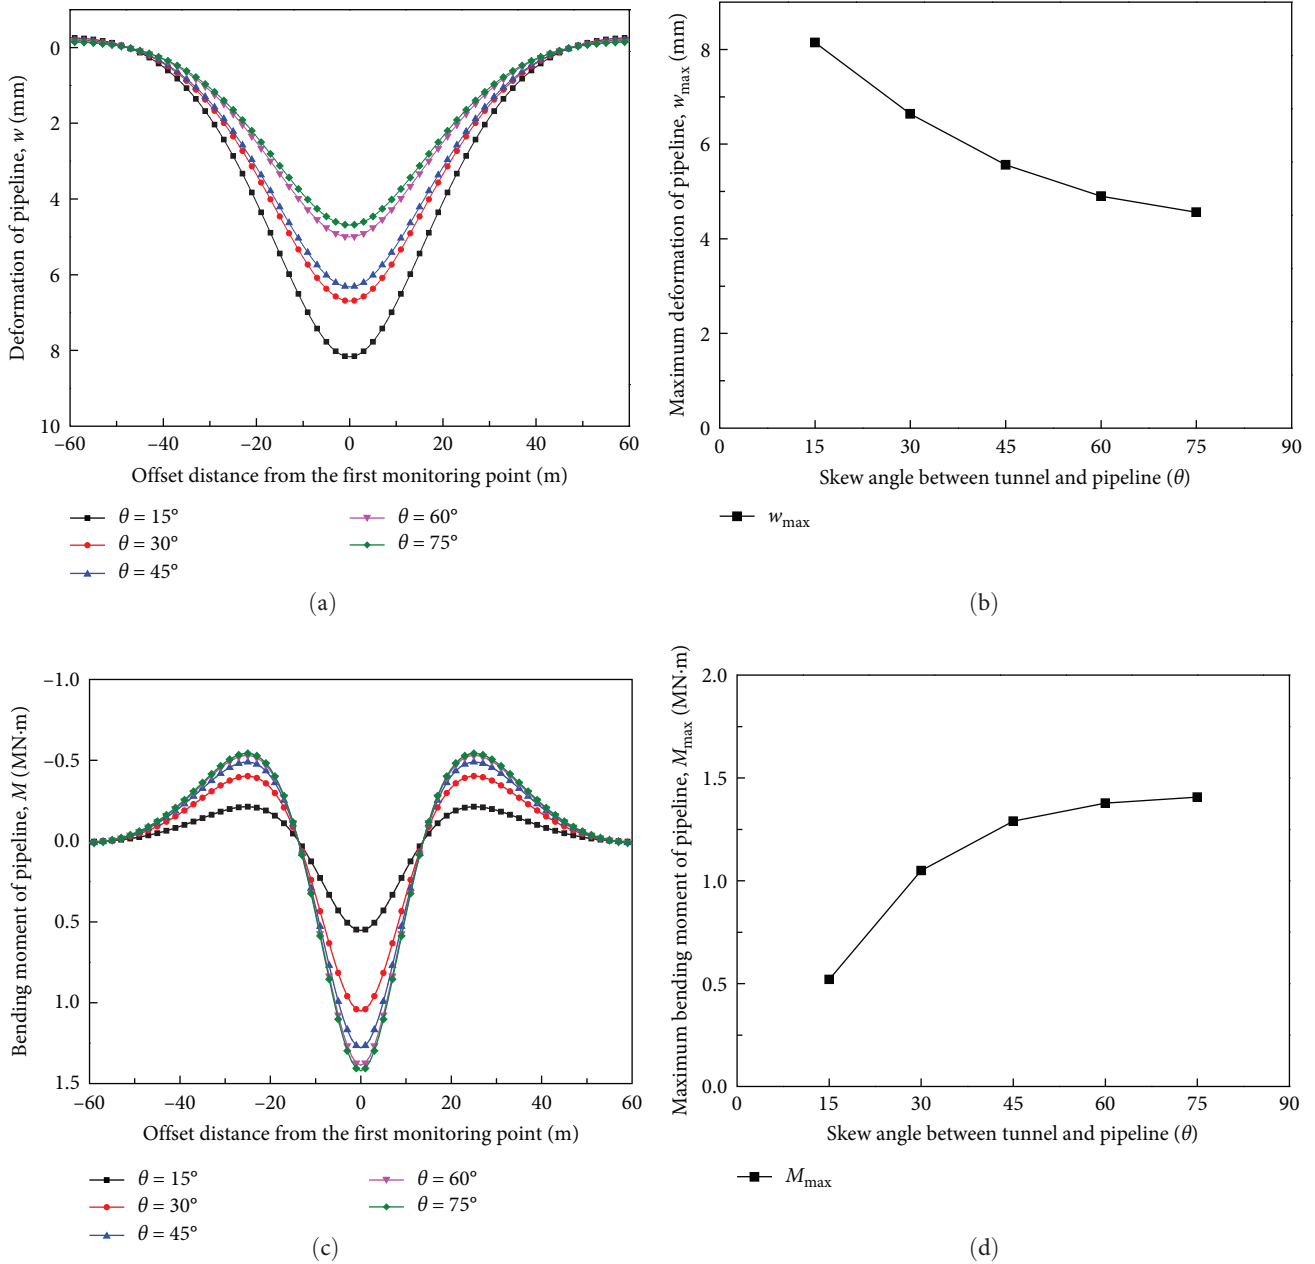 0
2
4
6
8
10
Deformation of pipeline, w (mm)
–60
–40
–20
0
20
40
60
Offset distance from the first monitoring point (m)
θ = 15°
θ = 30°
θ = 45°
θ = 60°
θ = 75°
(a)
8
6
4
2
0
Maximum deformation of pipeline, wmax (mm)
0
15
30
45
60
75
90
Skew angle between tunnel and pipeline (θ)
wmax
(b)
–1.0
–0.5
0.0
0.5
1.0
1.5
Bending moment of pipeline, M (MN·m)
–60
–40
–20
0
20
40
60
Offset distance from the first monitoring point (m)
θ = 15°
θ = 30°
θ = 45°
θ = 60°
θ = 75°
(c)
2.0
1.5
1.0
0.5
0.0
Maximum bending moment of pipeline, Mmax (MN·m)
0
15
30
45
60
75
90
Skew angle between tunnel and pipeline (θ)
Mmax
(d)